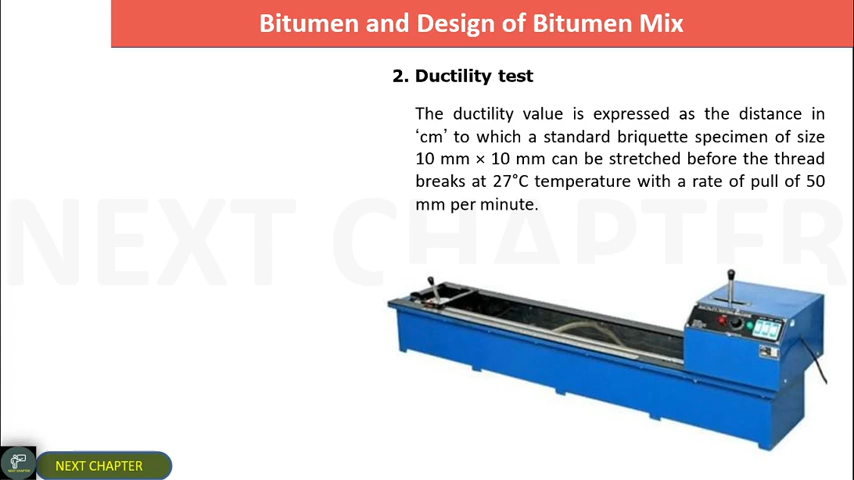 Bitumen and Design of Bitumen Mix
2. Ductility test
The ductility value is expressed as the distance in
‘cm’ to which a standard briquette specimen of size
10 mm × 10 mm can be stretched before the thread
breaks at 27°C temperature with a rate of pull of 50
mm per minute.
NEXT CHAPTER
NEXT CHAPTER